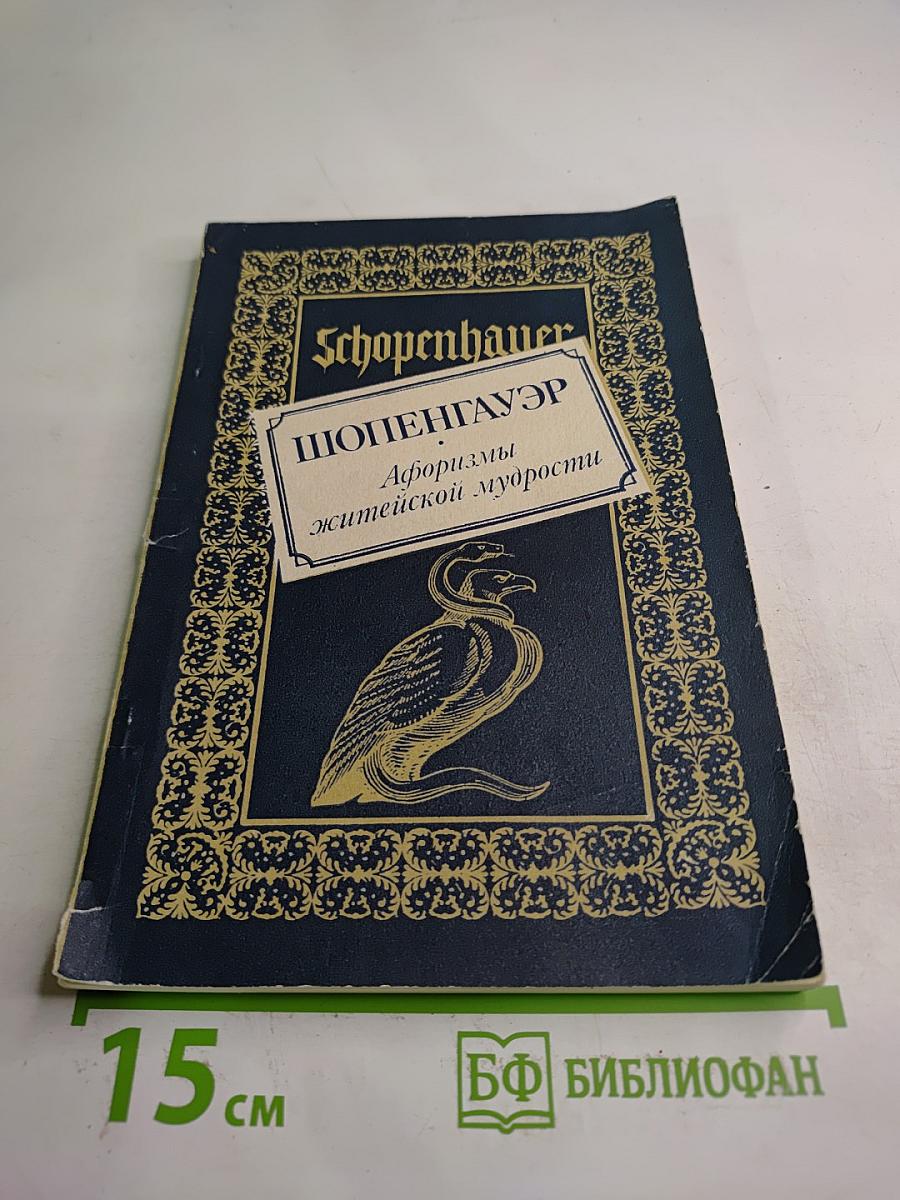 Schopenhauer
ШОПЕНГАУЭР
Афоризмы
житейской мудрости
15 см
БФ БИБЛИОФАН